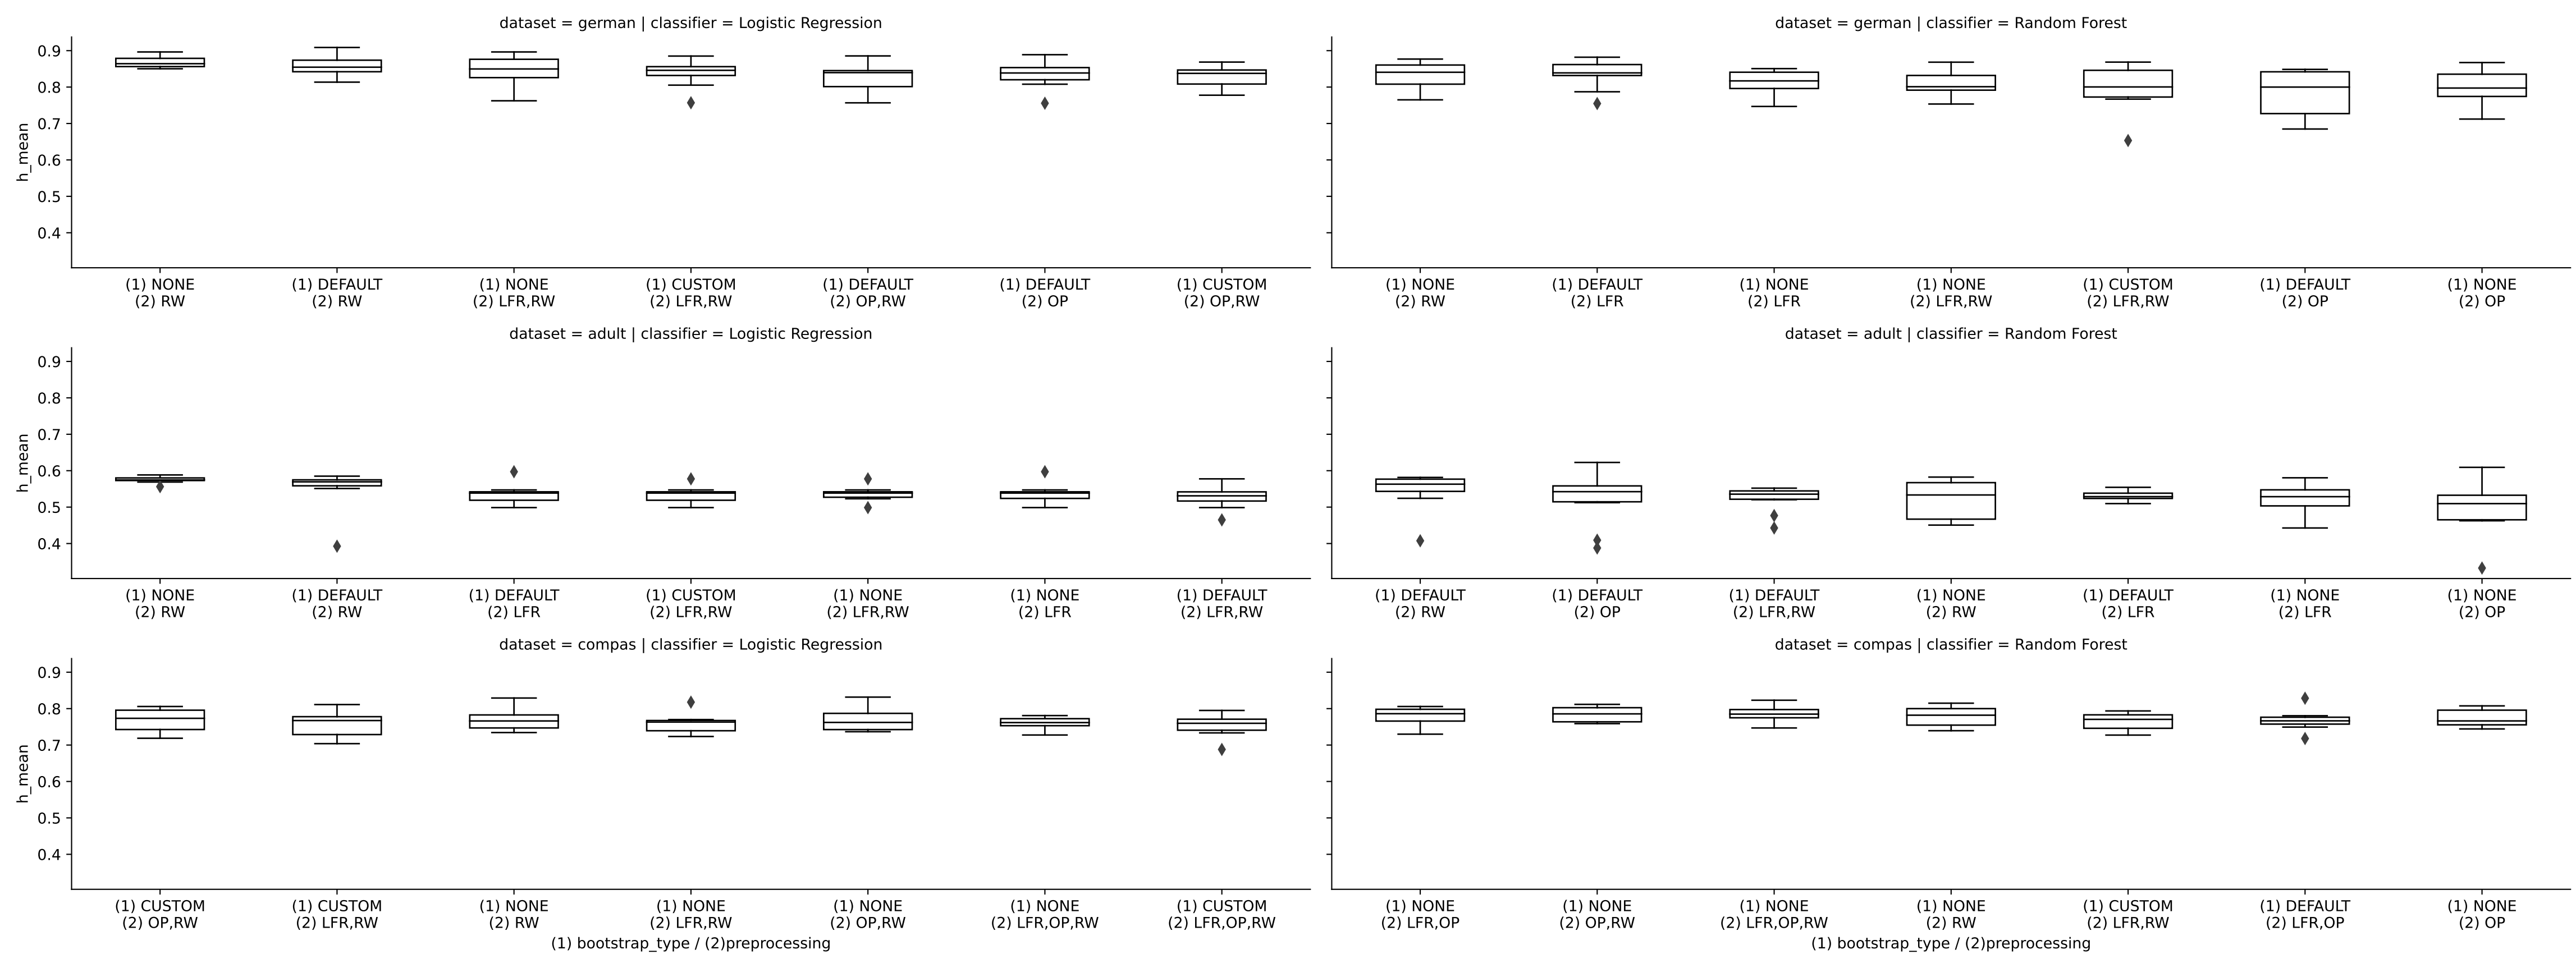 dataset = german | classifier = Logistic Regression
dataset = german | classifier = Random Forest
h_mean
0.9
0.8
0.7
0.6
0.5
0.4
(1) NONE (1) DEFAULT (1) NONE (1) CUSTOM (1) DEFAULT (1) DEFAULT (1) CUSTOM
(2) RW (2) RW (2) LFR,RW (2) LFR,RW (2) OP,RW (2) OP (2) OP,RW
(1) NONE (1) DEFAULT (1) NONE (1) NONE (1) CUSTOM (1) DEFAULT (1) NONE
(2) RW (2) LFR (2) LFR (2) LFR,RW (2) LFR,RW (2) OP (2) OP
dataset = adult | classifier = Logistic Regression
dataset = adult | classifier = Random Forest
h_mean
0.9
0.8
0.7
0.6
0.5
0.4
(1) NONE (1) DEFAULT (1) DEFAULT (1) CUSTOM (1) NONE (1) NONE (1) DEFAULT
(2) RW (2) RW (2) LFR (2) LFR,RW (2) LFR,RW (2) LFR (2) LFR,RW
(1) DEFAULT (1) DEFAULT (1) DEFAULT (1) NONE (1) DEFAULT (1) NONE (1) NONE
(2) RW (2) OP (2) LFR,RW (2) RW (2) LFR (2) LFR (2) OP
dataset = compas | classifier = Logistic Regression
dataset = compas | classifier = Random Forest
h_mean
0.9
0.8
0.7
0.6
0.5
0.4
(1) CUSTOM (1) CUSTOM (1) NONE (1) NONE (1) NONE (1) NONE (1) CUSTOM
(2) OP,RW (2) LFR,RW (2) RW (2) LFR,RW (2) OP,RW (2) LFR,OP,RW (2) LFR,OP,RW
(1) bootstrap_type / (2)preprocessing
(1) NONE (1) NONE (1) NONE (1) NONE (1) CUSTOM (1) DEFAULT (1) NONE
(2) LFR,OP (2) OP,RW (2) LFR,OP,RW (2) RW (2) LFR,RW (2) LFR,OP (2) OP
(1) bootstrap_type / (2)preprocessing